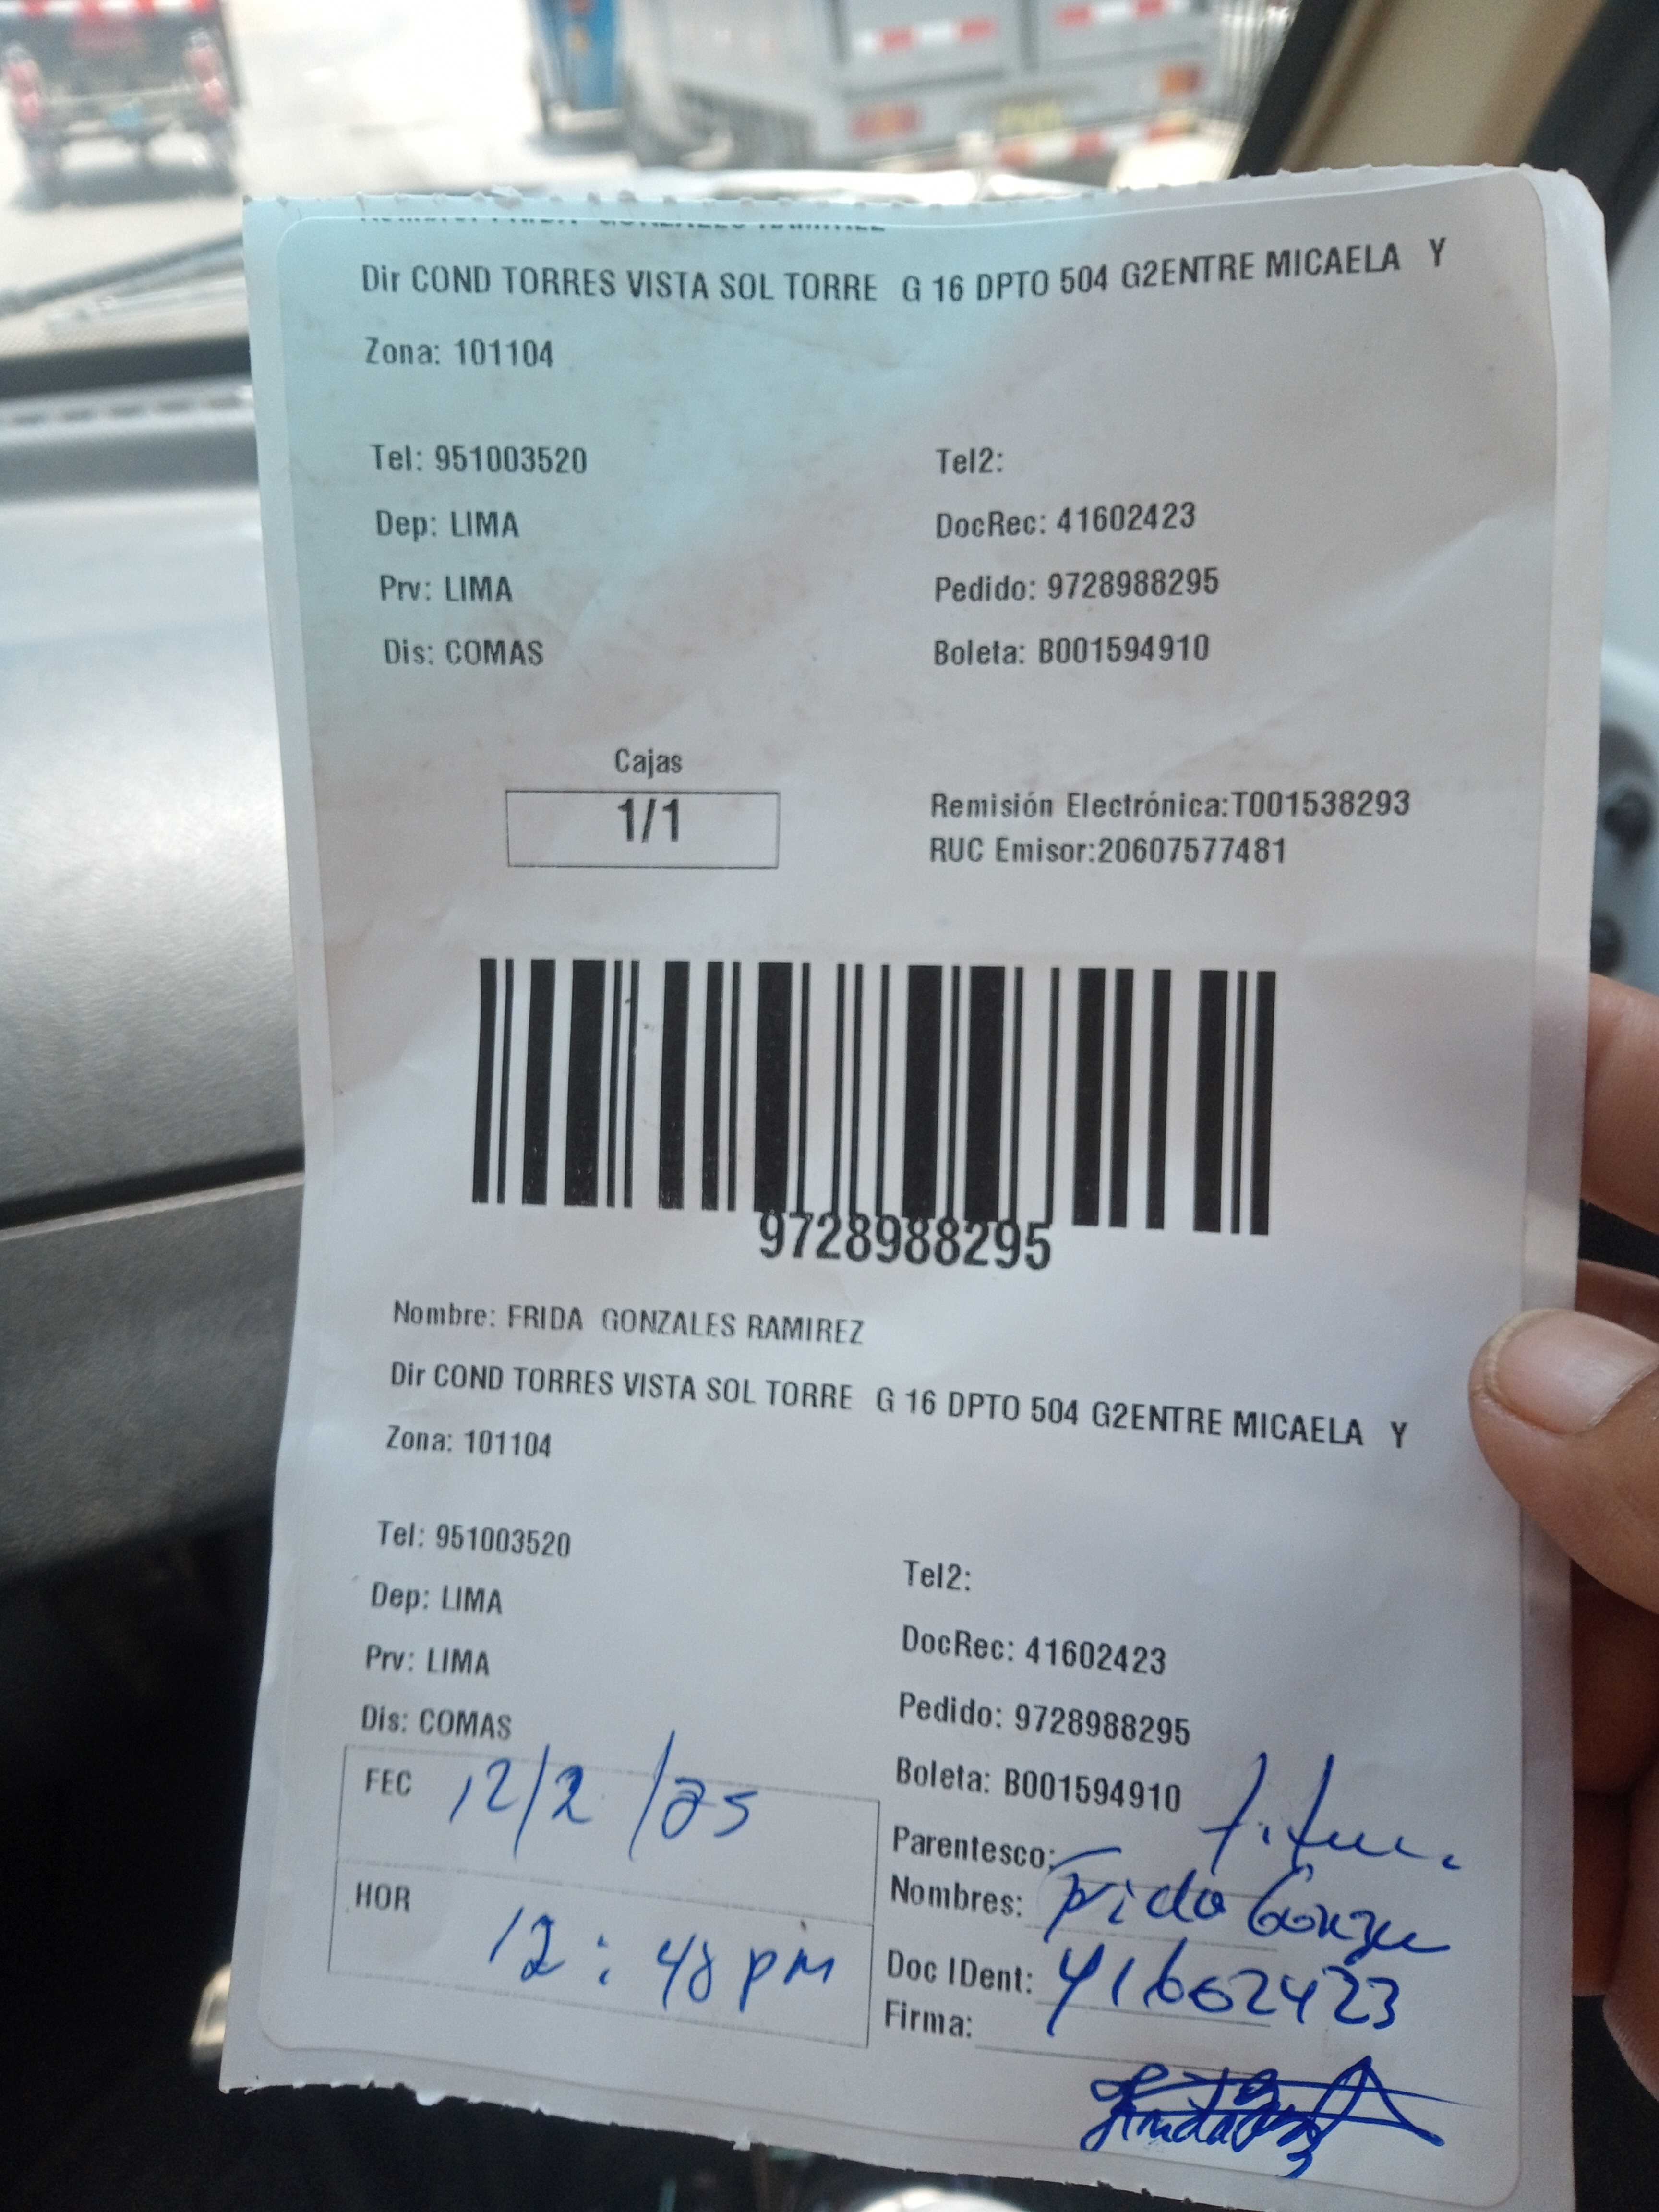 FRIDA GONZALES RAMIREZ
Dir COND TORRES VISTA SOL TORRE G 16 DPTO 504 G2ENTRE MICAELA Y
Zona: 101104
Tel: 951003520 Tel2:
Dep: LIMA DocRec: 41602423
Prv: LIMA Pedido: 9728988295
Dis: COMAS Boleta: B001594910
Cajas
1/1
Remisión Electrónica:T001538293
RUC Emisor:20607577481
9728988295
Nombre: FRIDA GONZALES RAMIREZ
Dir COND TORRES VISTA SOL TORRE G 16 DPTO 504 G2ENTRE MICAELA Y
Zona: 101104
Tel: 951003520 Tel2:
Dep: LIMA DocRec: 41602423
Prv: LIMA Pedido: 9728988295
Dis: COMAS Boleta: B001594910
FEC 12/2/25
HOR 12:48 pm
Parentesco:
Nombres: Frida
Doc IDent: 41602423
Firma: